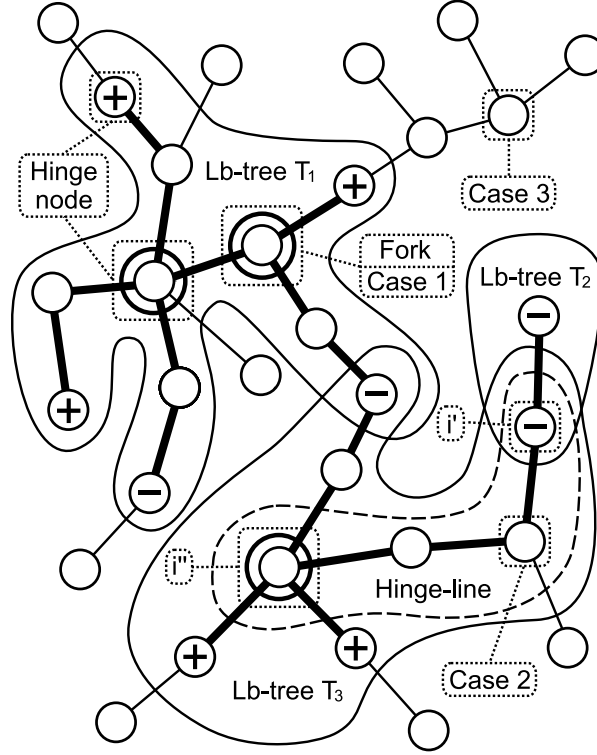 +
Hinge
node
Lb-tree T₁
+
Case 3
Fork
Case 1
Lb-tree T₂
−
+
−
i'
−
−
i"
Hinge-line
+
+
Lb-tree T₃
Case 2